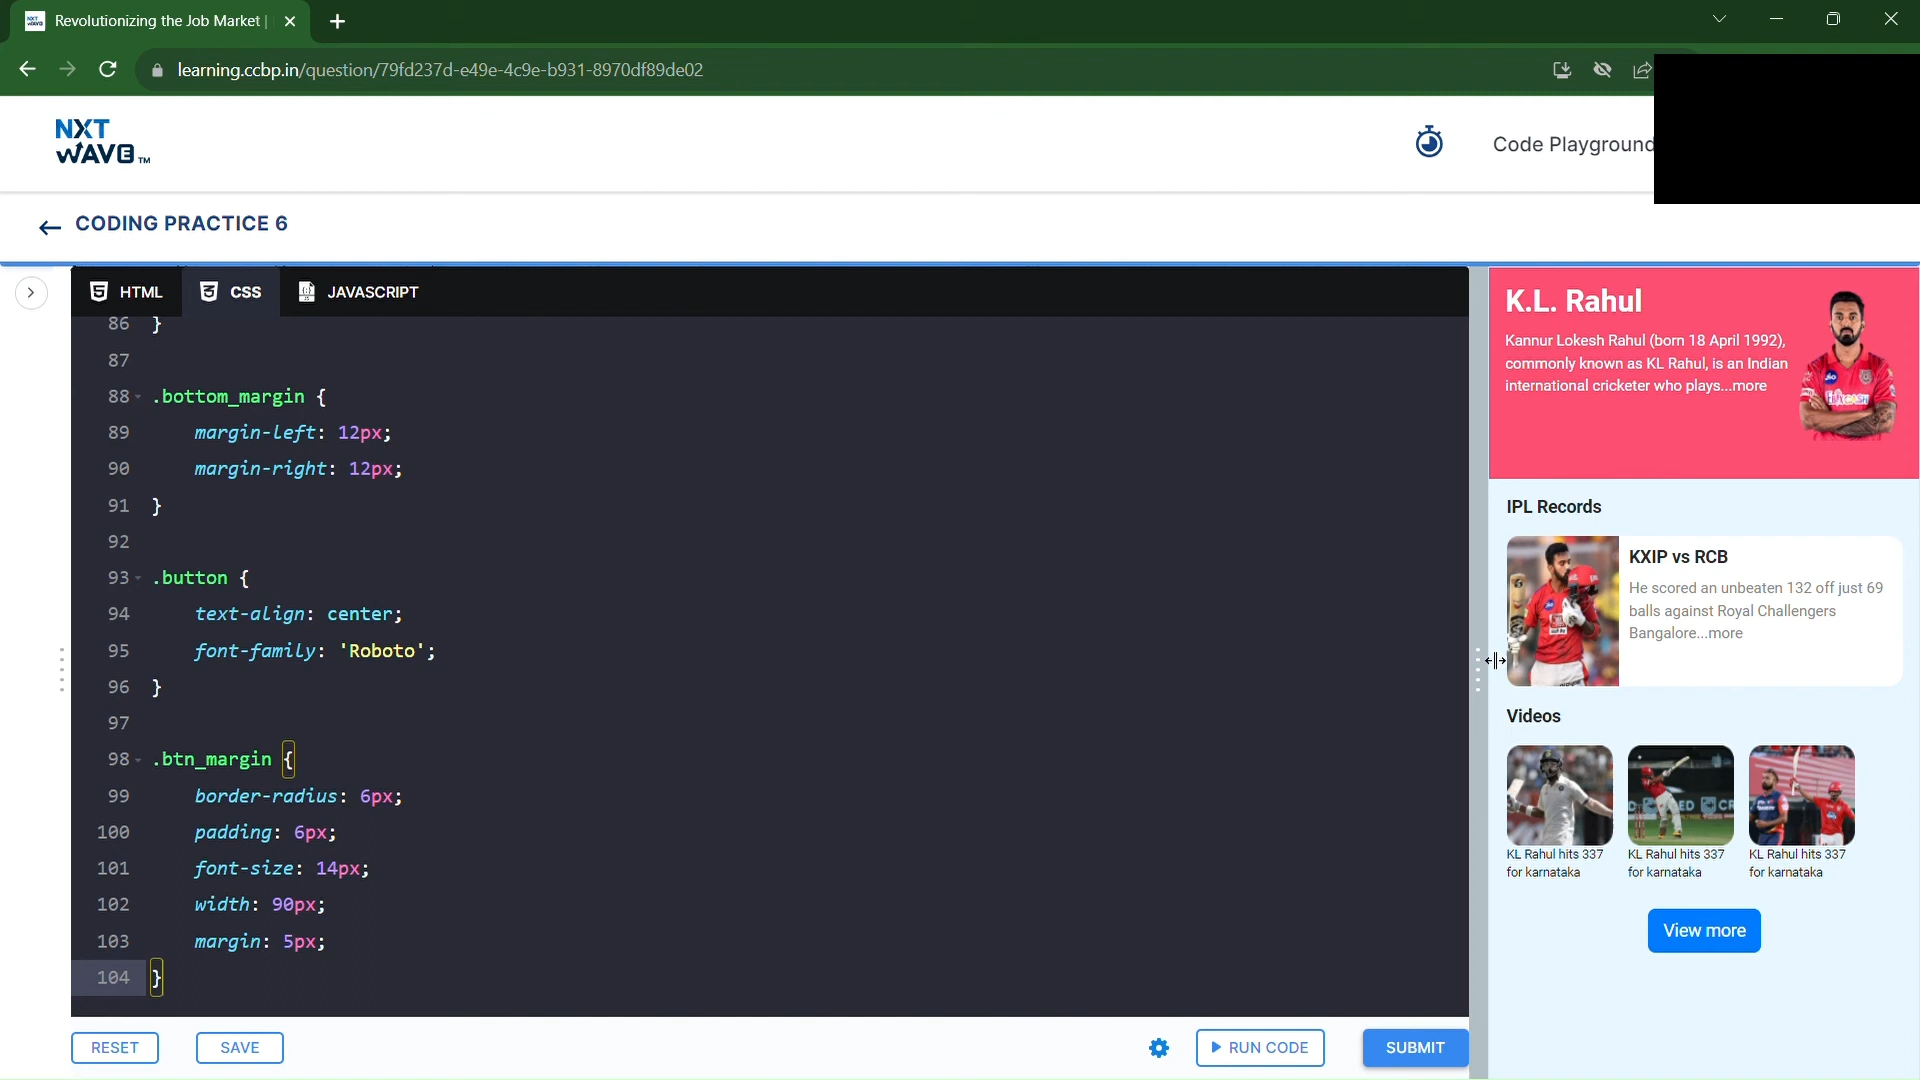 Revolutionizing the Job Market |
learning.ccbp.in/question/79fd237d-e49e-4c9e-b931-8970df89de02
NXT
WAVE TM
Code Playground
CODING PRACTICE 6
HTML CSS JAVASCRIPT
86 }
87
88 .bottom_margin {
89 margin-left: 12px;
90 margin-right: 12px;
91 }
92
93 .button {
94 text-align: center;
95 font-family: 'Roboto';
96 }
97
98 .btn_margin {
99 border-radius: 6px;
100 padding: 6px;
101 font-size: 14px;
102 width: 90px;
103 margin: 5px;
104 }
RESET SAVE RUN CODE SUBMIT
K.L. Rahul
Kannur Lokesh Rahul (born 18 April 1992),
commonly known as KL Rahul, is an Indian
international cricketer who plays...more
IPL Records
KXIP vs RCB
He scored an unbeaten 132 off just 69
balls against Royal Challengers
Bangalore...more
Videos
KL Rahul hits 337
for karnataka
KL Rahul hits 337
for karnataka
KL Rahul hits 337
for karnataka
View more